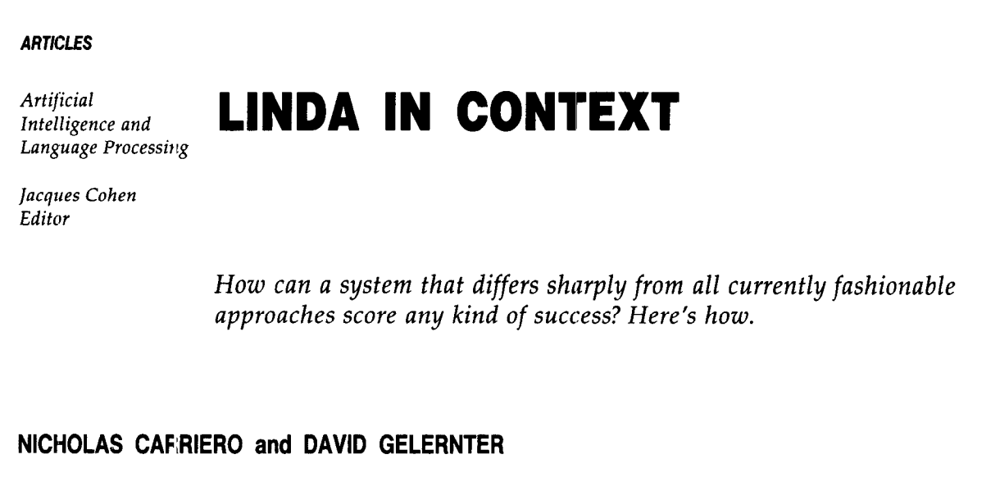 ARTICLES
Artificial
Intelligence and
Language Processing
Jacques Cohen
Editor
LINDA IN CONTEXT
How can a system that differs sharply from all currently fashionable
approaches score any kind of success? Here's how.
NICHOLAS CARRIERO and DAVID GELERNTER